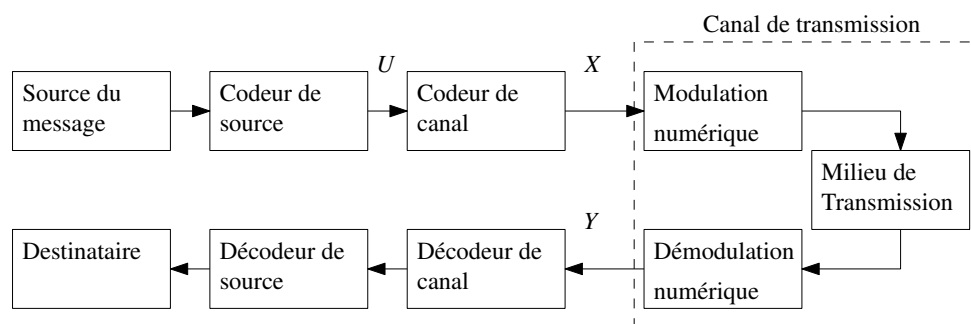 Canal de transmission
U
X
Source du
message
Codeur de
source
Codeur de
canal
Modulation
numérique
Milieu de
Transmission
Y
Destinataire
Décodeur de
source
Décodeur de
canal
Démodulation
numérique